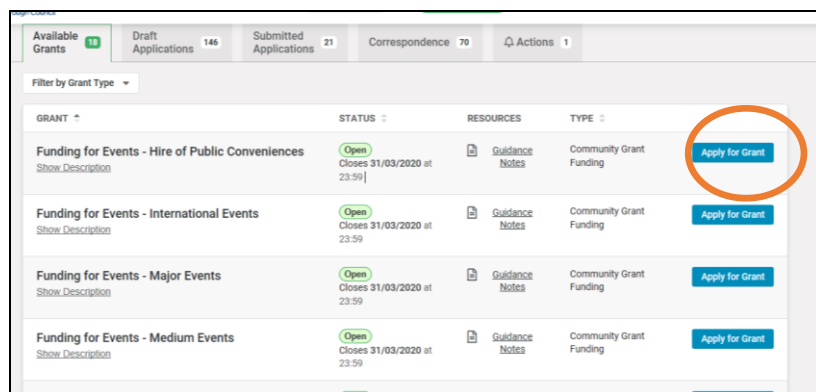 ough Council
Available Grants 18
Draft Applications 146
Submitted Applications 21
Correspondence 70
Actions 1
Filter by Grant Type
GRANT STATUS RESOURCES TYPE
Funding for Events - Hire of Public Conveniences
Show Description
Open
Closes 31/03/2020 at
23:59
Guidance
Notes
Community Grant
Funding
Apply for Grant
Funding for Events - International Events
Show Description
Open
Closes 31/03/2020 at
23:59
Guidance
Notes
Community Grant
Funding
Apply for Grant
Funding for Events - Major Events
Show Description
Open
Closes 31/03/2020 at
23:59
Guidance
Notes
Community Grant
Funding
Apply for Grant
Funding for Events - Medium Events
Show Description
Open
Closes 31/03/2020 at
23:59
Guidance
Notes
Community Grant
Funding
Apply for Grant